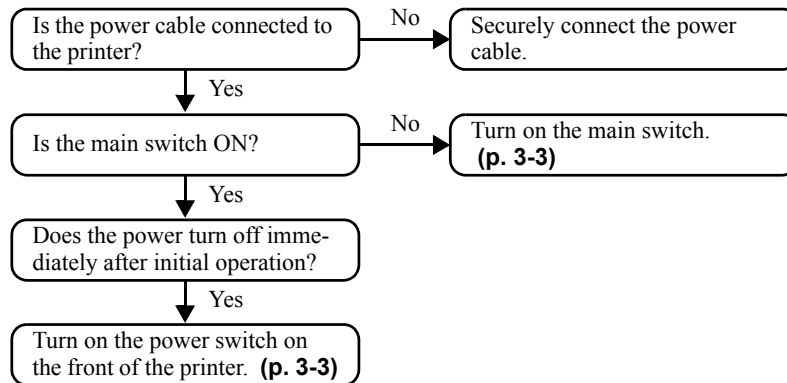 Is the power cable connected to
the printer?
No
Securely connect the power
cable.
Yes
Is the main switch ON?
No
Turn on the main switch.
(p. 3-3)
Yes
Does the power turn off imme-
diately after initial operation?
Yes
Turn on the power switch on
the front of the printer. (p. 3-3)